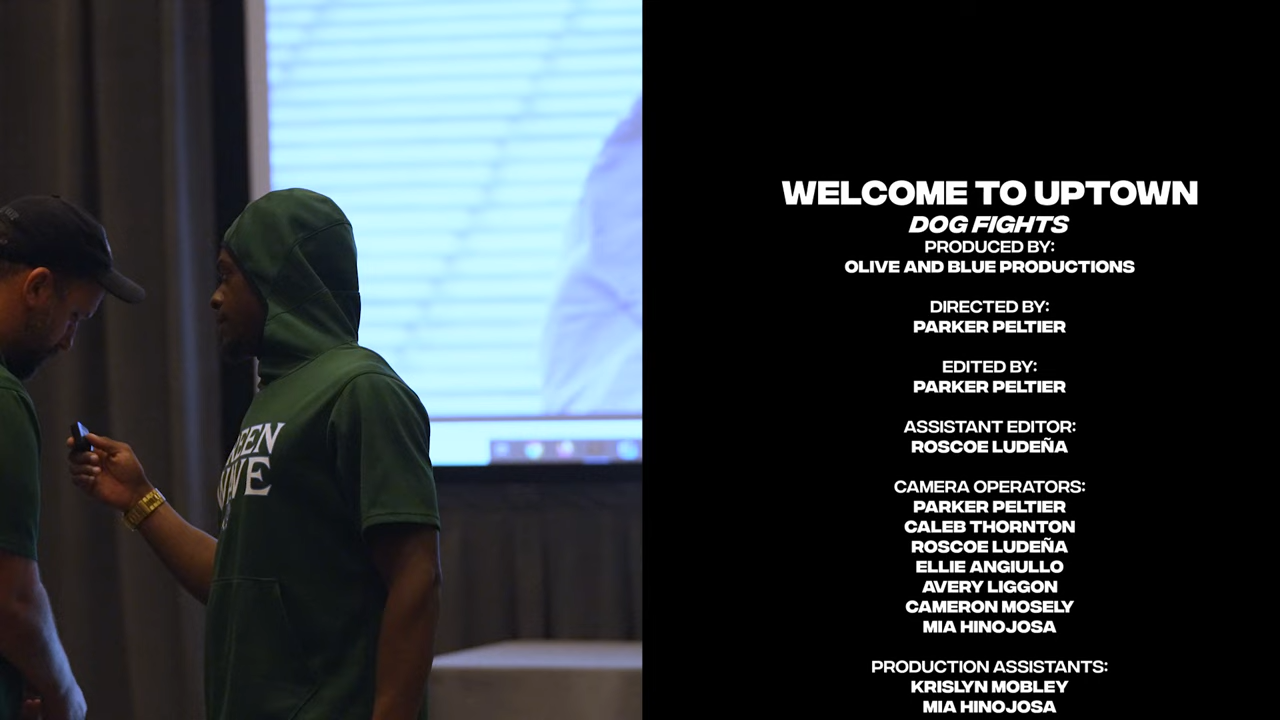 WAVE
WELCOME TO UPTOWN
DOG FIGHTS
PRODUCED BY:
OLIVE AND BLUE PRODUCTIONS
DIRECTED BY:
PARKER PELTIER
EDITED BY:
PARKER PELTIER
ASSISTANT EDITOR:
ROSCOE LUDEÑA
CAMERA OPERATORS:
PARKER PELTIER
CALEB THORNTON
ROSCOE LUDEÑA
ELLIE ANGIULLO
AVERY LIGGON
CAMERON MOSELY
MIA HINOJOSA
PRODUCTION ASSISTANTS:
KRISLYN MOBLEY
MIA HINOJOSA